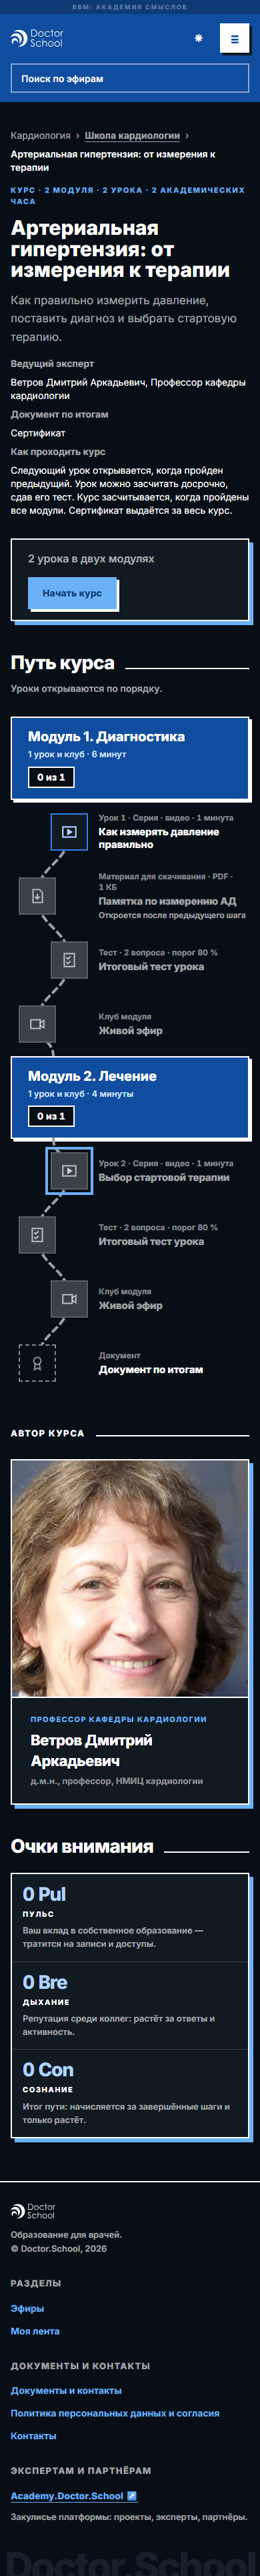 ВВМ: АКАДЕМИЯ СМЫСЛОВ
Doctor
School
Поиск по эфирам
Кардиология › Школа кардиологии ›
Артериальная гипертензия: от измерения к
терапии
КУРС · 2 МОДУЛЯ · 2 УРОКА · 2 АКАДЕМИЧЕСКИХ
ЧАСА
Артериальная
гипертензия: от
измерения к терапии
Как правильно измерить давление,
поставить диагноз и выбрать стартовую
терапию.
Ведущий эксперт
Ветров Дмитрий Аркадьевич, Профессор кафедры
кардиологии
Документ по итогам
Сертификат
Как проходить курс
Следующий урок открывается, когда пройден
предыдущий. Урок можно засчитать досрочно,
сдав его тест. Курс засчитывается, когда пройдены
все модули. Сертификат выдаётся за весь курс.
2 урока в двух модулях
Начать курс
Путь курса
Уроки открываются по порядку.
Модуль 1. Диагностика
1 урок и клуб · 6 минут
0 из 1
Урок 1 · Серия · видео · 1 минута
Как измерять давление
правильно
Материал для скачивания · PDF ·
1 КБ
Памятка по измерению АД
Откроется после предыдущего шага
Тест · 2 вопроса · порог 80 %
Итоговый тест урока
Клуб модуля
Живой эфир
Модуль 2. Лечение
1 урок и клуб · 4 минуты
0 из 1
Урок 2 · Серия · видео · 1 минута
Выбор стартовой терапии
Тест · 2 вопроса · порог 80 %
Итоговый тест урока
Клуб модуля
Живой эфир
Документ
Документ по итогам
АВТОР КУРСА
ПРОФЕССОР КАФЕДРЫ КАРДИОЛОГИИ
Ветров Дмитрий
Аркадьевич
д.м.н., профессор, НМИЦ кардиологии
Очки внимания
0 Pul
ПУЛЬС
Ваш вклад в собственное образование —
тратится на записи и доступы.
0 Bre
ДЫХАНИЕ
Репутация среди коллег: растёт за ответы и
активность.
0 Con
СОЗНАНИЕ
Итог пути: начисляется за завершённые шаги и
только растёт.
Doctor
School
Образование для врачей.
© Doctor.School, 2026
РАЗДЕЛЫ
Эфиры
Моя лента
ДОКУМЕНТЫ И КОНТАКТЫ
Документы и контакты
Политика персональных данных и согласия
Контакты
ЭКСПЕРТАМ И ПАРТНЁРАМ
Academy.Doctor.School ↗
Закулисье платформы: проекты, эксперты, партнёры.
Doctor.School